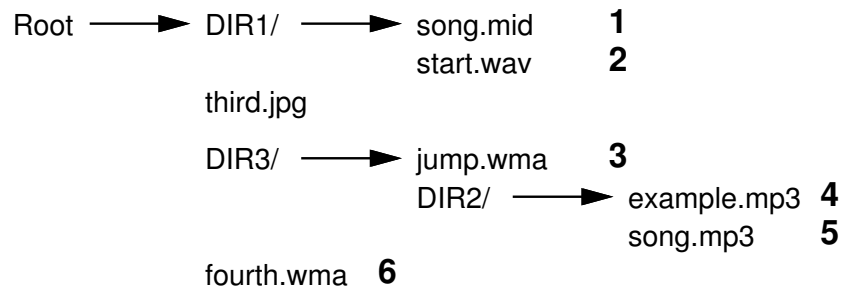 Root DIR1/ song.mid 1
start.wav 2
third.jpg
DIR3/ jump.wma 3
DIR2/ example.mp3 4
song.mp3 5
fourth.wma 6